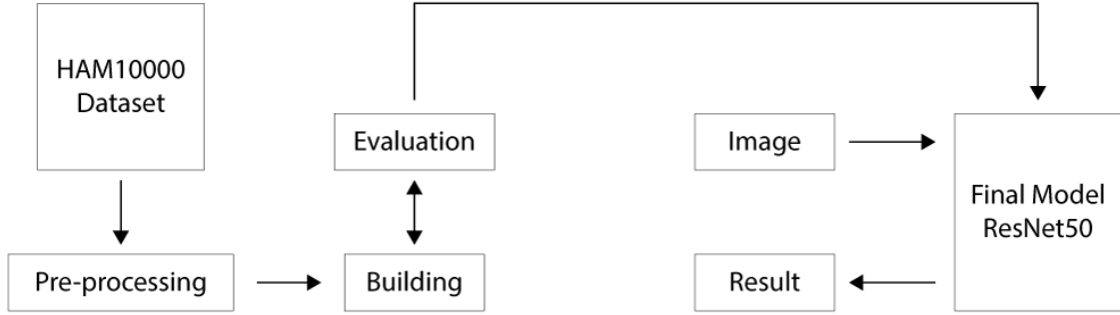 HAM10000
Dataset
Evaluation
Image
Final Model
ResNet50
Pre-processing
Building
Result